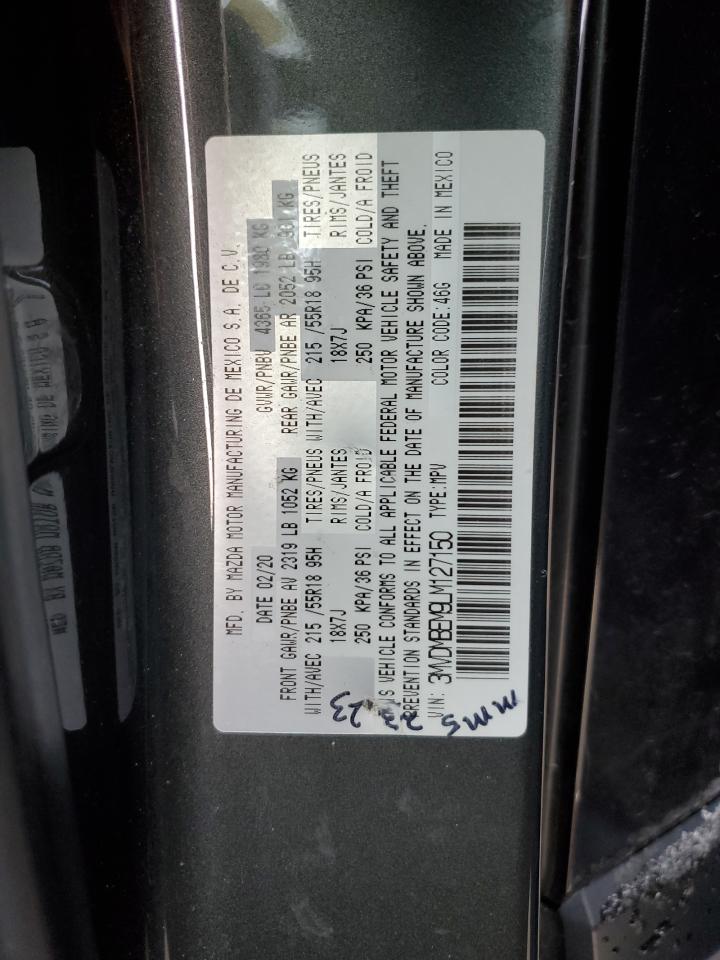 MFD. BY MAZDA MOTOR MANUFACTURING DE MEXICO S.A. DE C.V.
DATE 02/20 GVWR/PNBV 4365 LB 1980 KG
FRONT GAWR/PNBE AV 2319 LB 1052 KG REAR GAWR/PNBE AR 2052 LB 931 KG
WITH/AVEC 215 /55R18 95H TIRES/PNEUS WITH/AVEC 215 /55R18 95H TIRES/PNEUS
18X7J RIMS/JANTES 18X7J RIMS/JANTES
250 KPA/36 PSI COLD/A FROID 250 KPA/36 PSI COLD/A FROID
IS VEHICLE CONFORMS TO ALL APPLICABLE FEDERAL MOTOR VEHICLE SAFETY AND THEFT
PREVENTION STANDARDS IN EFFECT ON THE DATE OF MANUFACTURE SHOWN ABOVE.
VIN: 3MVDMBEM9LM127150 TYPE:MPV COLOR CODE:46G MADE IN MEXICO
23